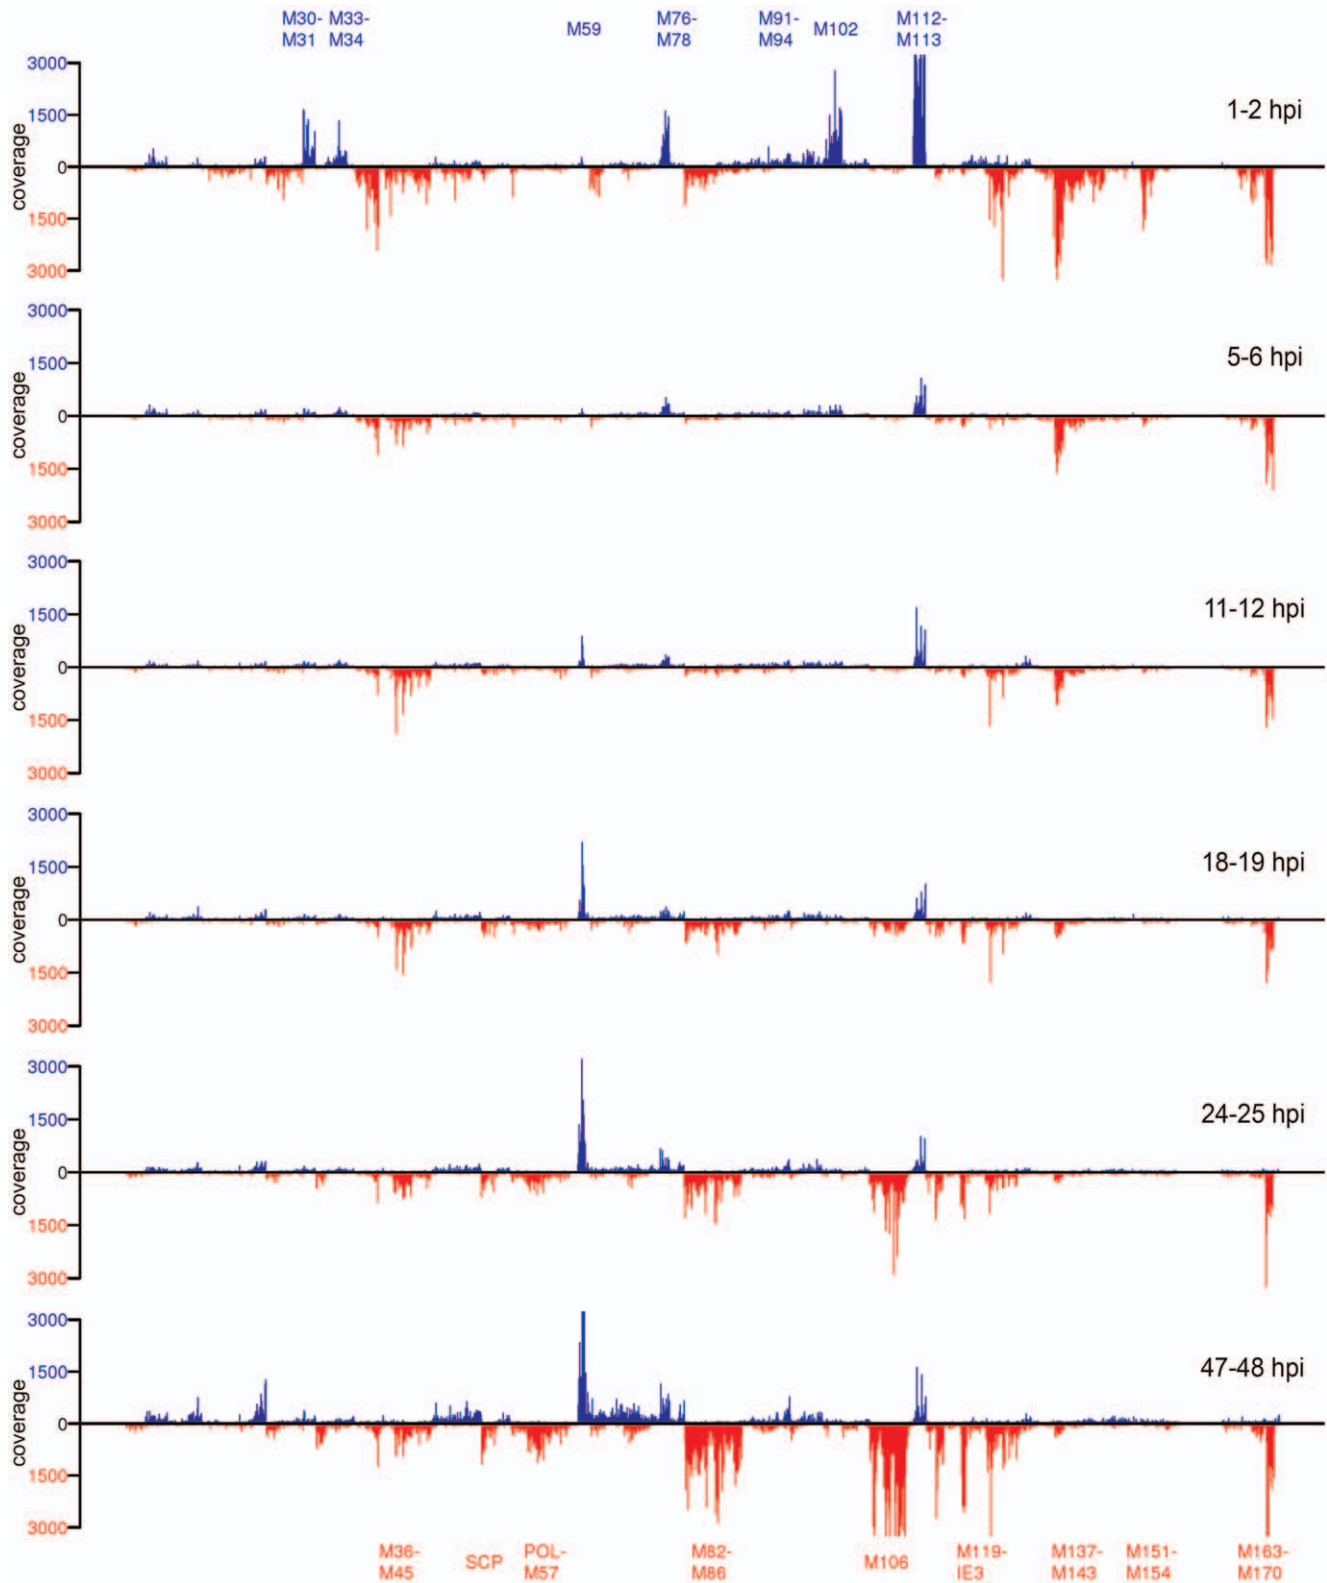 M30- M33- M76- M91- M112-
M31 M34 M59 M78 M94 M102 M113
3000
1500
0
1500
3000
coverage
1-2 hpi
3000
1500
0
1500
3000
coverage
5-6 hpi
3000
1500
0
1500
3000
coverage
11-12 hpi
3000
1500
0
1500
3000
coverage
18-19 hpi
3000
1500
0
1500
3000
coverage
24-25 hpi
3000
1500
0
1500
3000
coverage
47-48 hpi
M36- POL- M82- M119- M137- M151- M163-
M45 SCP M57 M86 M106 IE3 M143 M154 M170